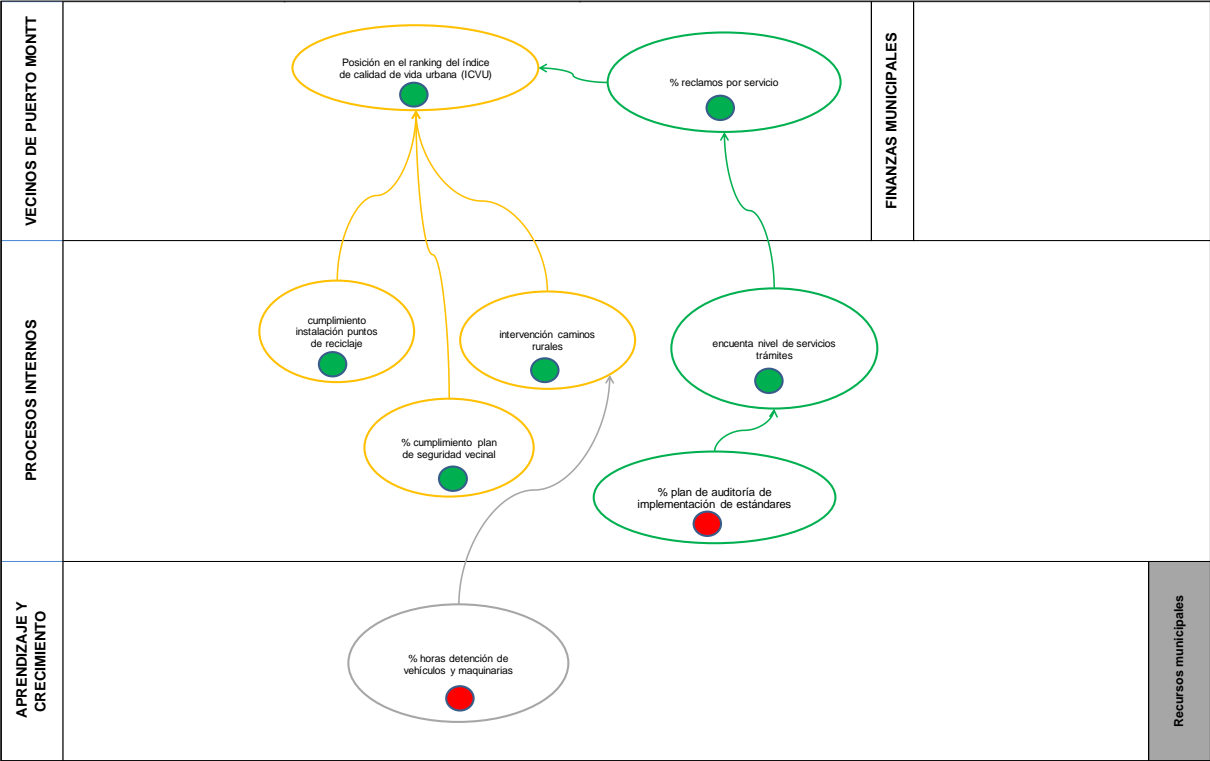 VECINOS DE PUERTO MONTT
Posición en el ranking del índice
de calidad de vida urbana (ICVU)
% reclamos por servicio
FINANZAS MUNICIPALES
PROCESOS INTERNOS
cumplimiento
instalación puntos
de reciclaje
intervención caminos
rurales
encuenta nivel de servicios
trámites
% cumplimiento plan
de seguridad vecinal
% plan de auditoría de
implementación de estándares
APRENDIZAJE Y
CRECIMIENTO
% horas detención de
vehículos y maquinarias
Recursos municipales